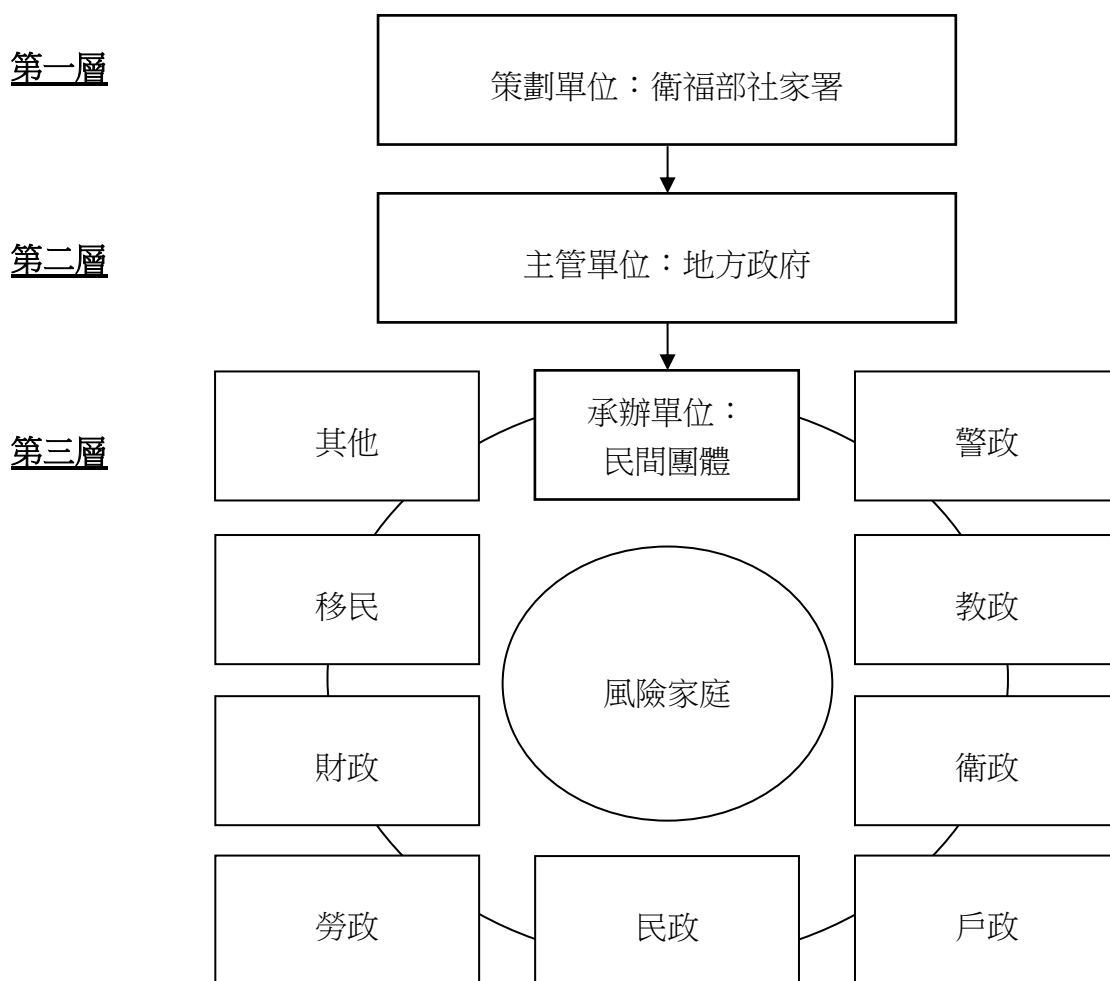 第一層
策劃單位：衛福部社家署
第二層
主管單位：地方政府
第三層
其他
承辦單位：
民間團體
警政
移民
教政
風險家庭
財政
衛政
勞政
民政
戶政